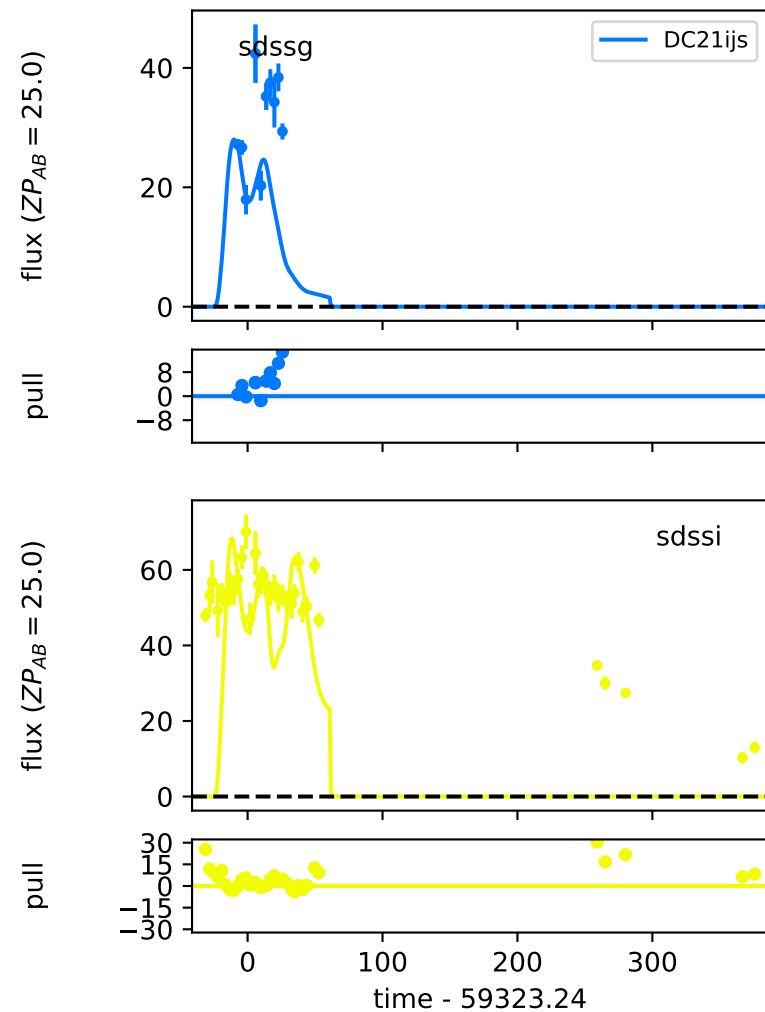 sdssg
DC21ijs
40
20
0
flux (ZP_AB = 25.0)
8
0
−8
pull
sdssi
60
40
20
0
flux (ZP_AB = 25.0)
30
15
0
−15
−30
pull
0 100 200 300
time - 59323.24